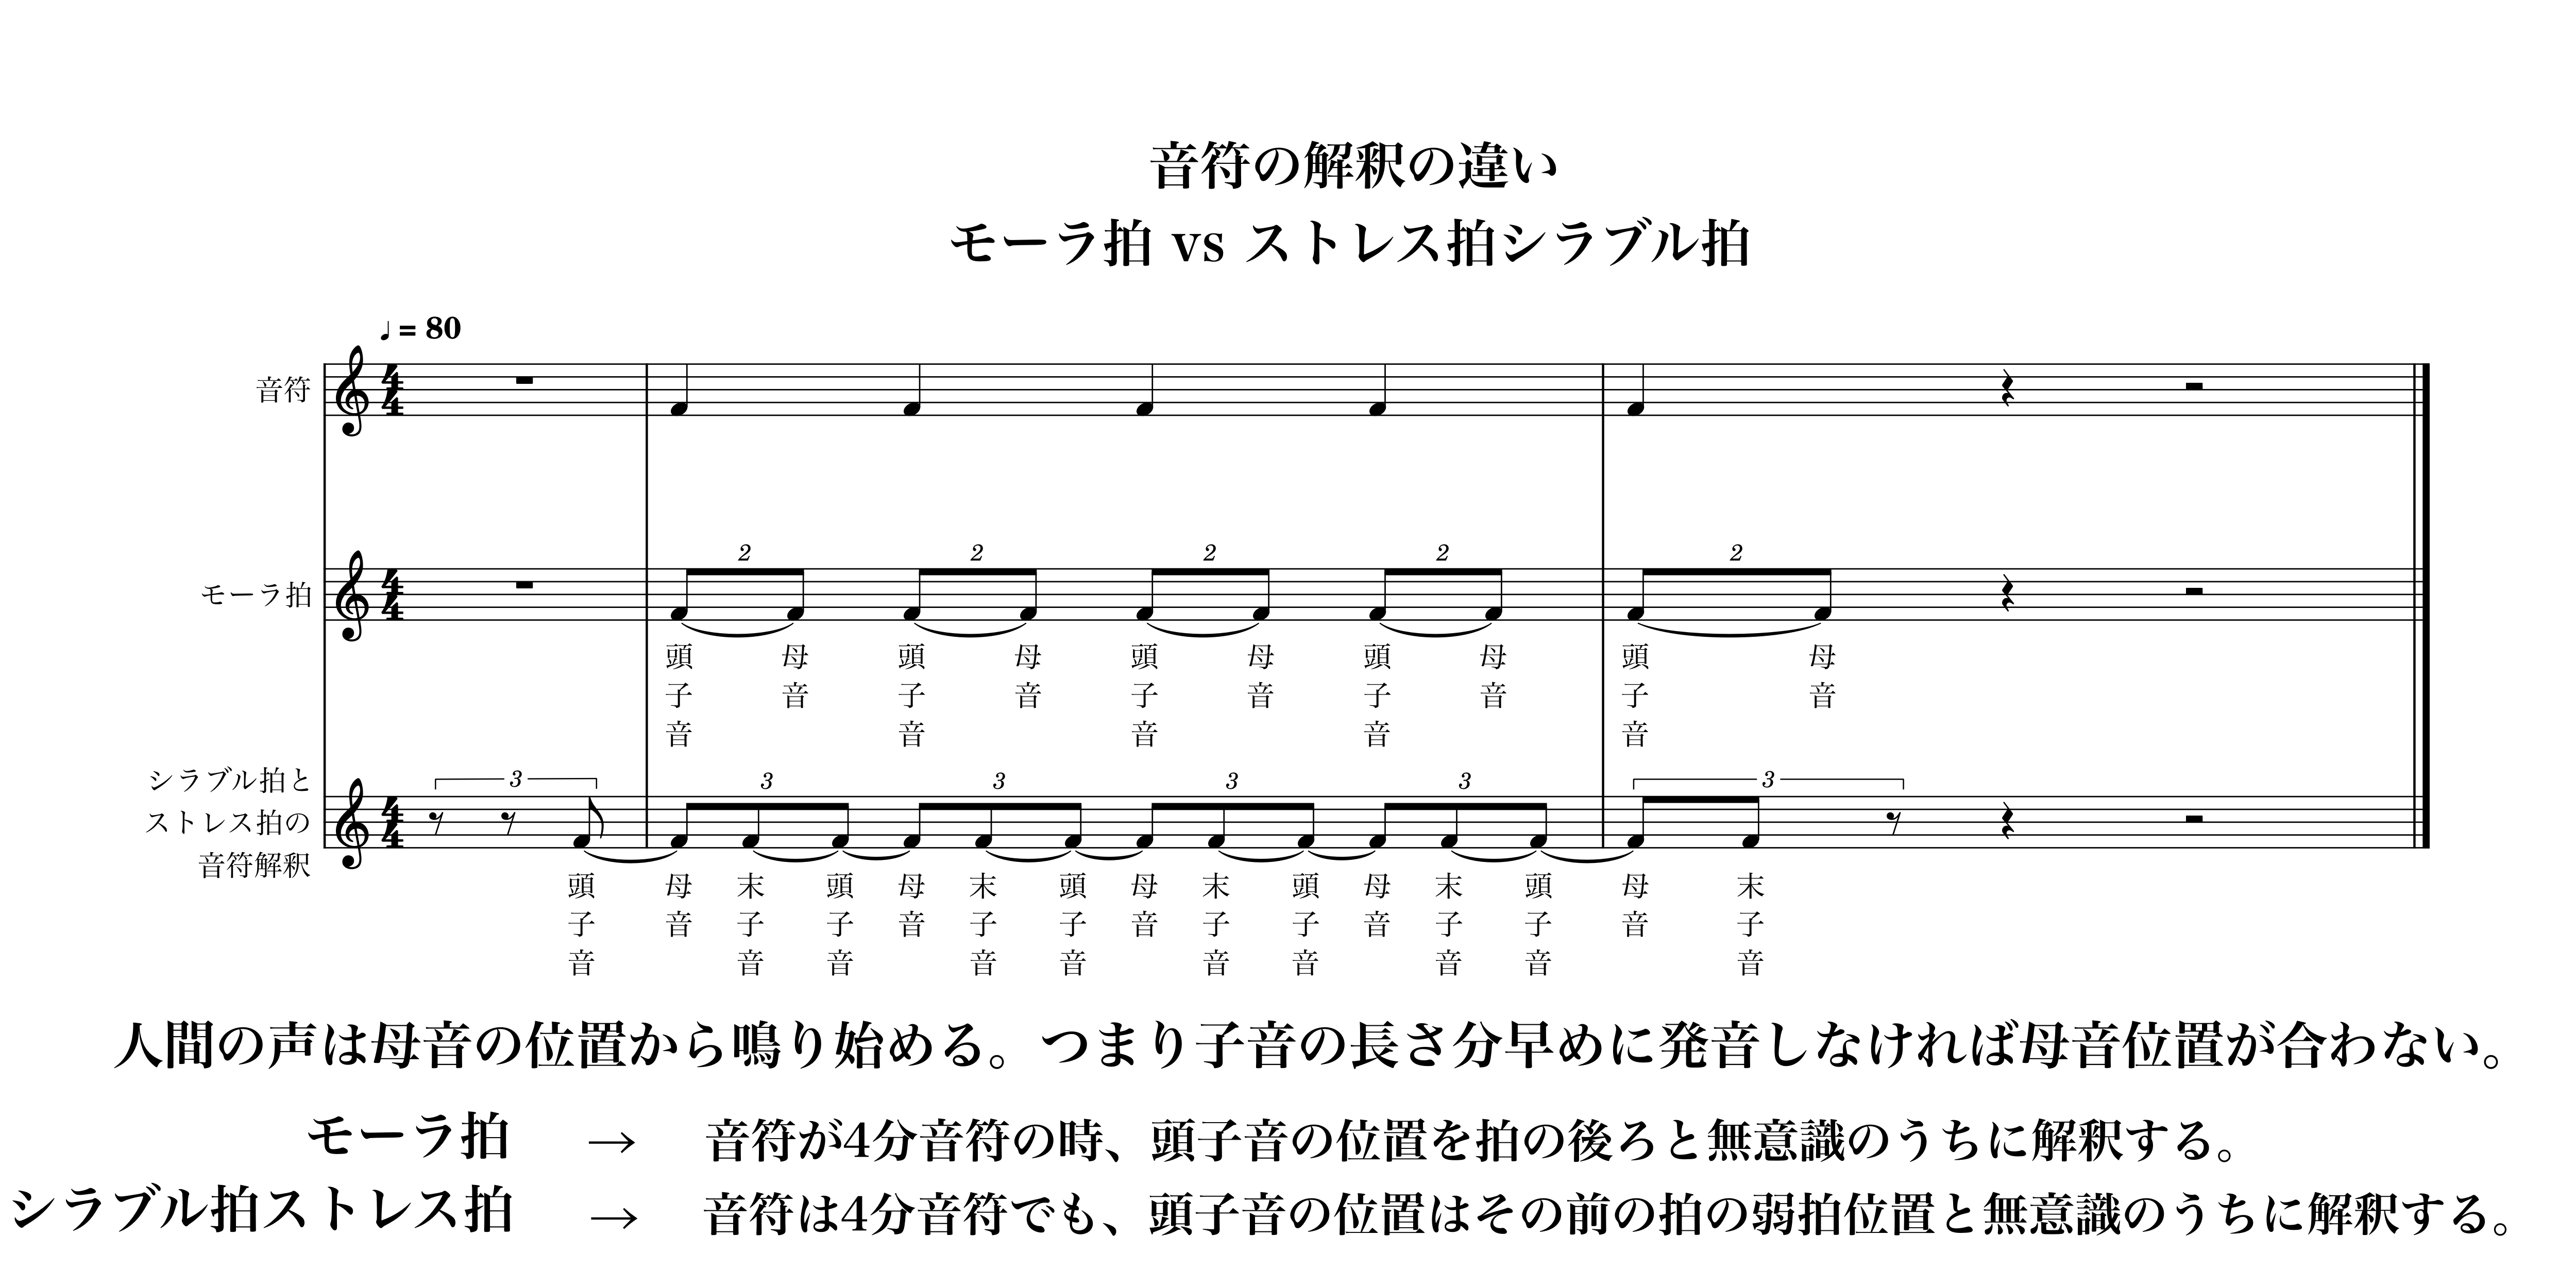 音符の解釈の違い
モーラ拍 vs ストレス拍シラブル拍
♩= 80
音符
モーラ拍
2 2 2 2 2
頭子音 母音 頭子音 母音 頭子音 母音 頭子音 母音 頭子音 母音
シラブル拍と
ストレス拍の
音符解釈
3 3 3 3 3 3
頭子音 母音 末子音 頭子音 母音 末子音 頭子音 母音 末子音 頭子音 母音 末子音 頭子音 母音 末子音
人間の声は母音の位置から鳴り始める。つまり子音の長さ分早めに発音しなければ母音位置が合わない。
モーラ拍 → 音符が4分音符の時、頭子音の位置を拍の後ろと無意識のうちに解釈する。
シラブル拍ストレス拍 → 音符は4分音符でも、頭子音の位置はその前の拍の弱拍位置と無意識のうちに解釈する。